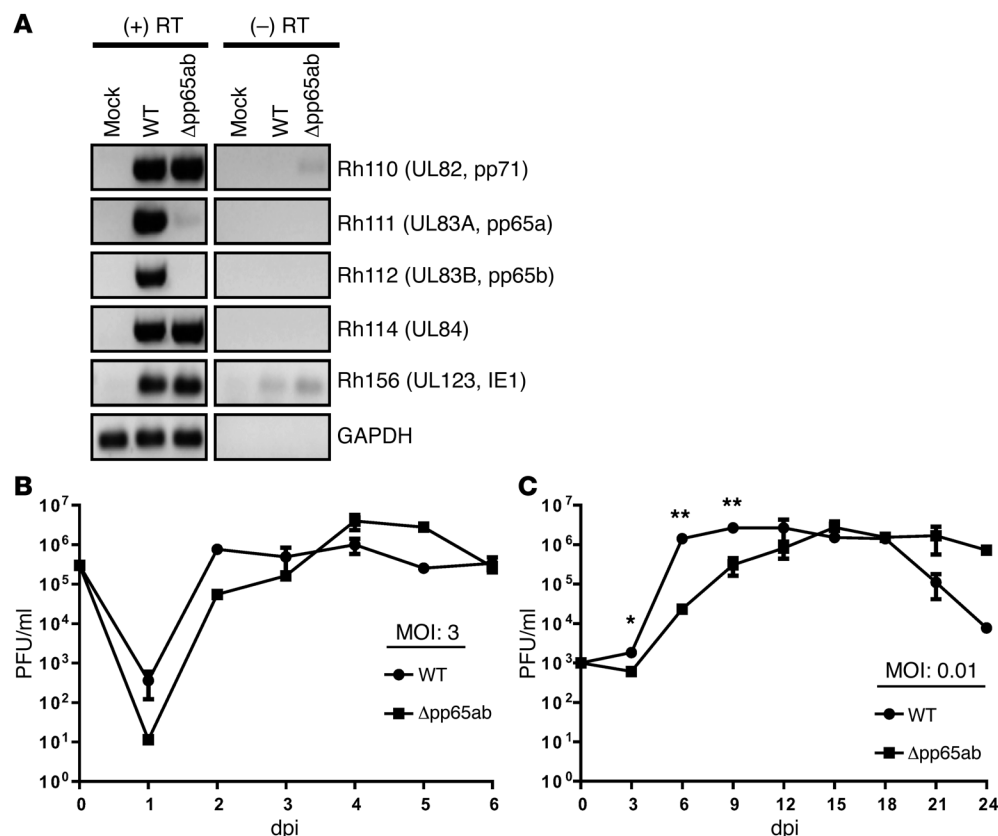 A
(+) RT
(–) RT
Mock
WT
Δpp65ab
Mock
WT
Δpp65ab
Rh110 (UL82, pp71)
Rh111 (UL83A, pp65a)
Rh112 (UL83B, pp65b)
Rh114 (UL84)
Rh156 (UL123, IE1)
GAPDH
B
PFU/ml
10⁷
10⁶
10⁵
10⁴
10³
10²
10¹
10⁰
MOI: 3
WT
Δpp65ab
0 1 2 3 4 5 6
dpi
C
PFU/ml
10⁷
10⁶
10⁵
10⁴
10³
10²
10¹
10⁰
*
**
**
MOI: 0.01
WT
Δpp65ab
0 3 6 9 12 15 18 21 24
dpi